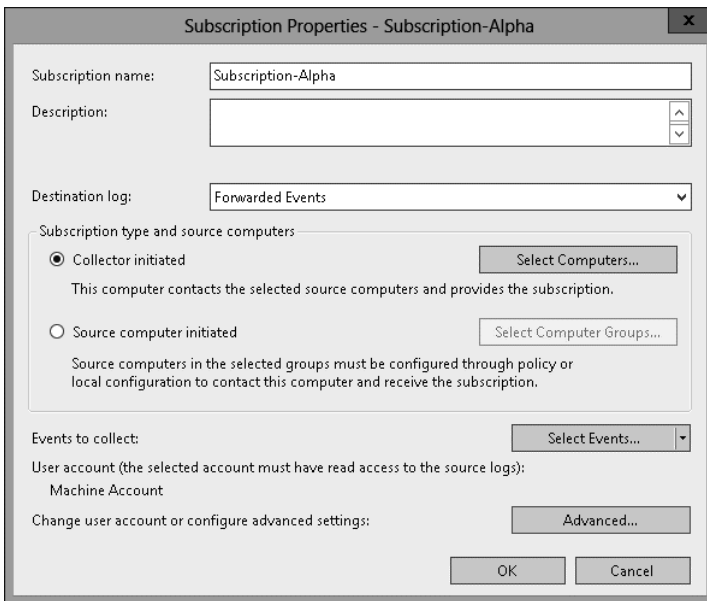 Subscription Properties - Subscription-Alpha
x
Subscription name:
Subscription-Alpha
Description:
Destination log:
Forwarded Events
Subscription type and source computers
Collector initiated
Select Computers...
This computer contacts the selected source computers and provides the subscription.
Source computer initiated
Select Computer Groups...
Source computers in the selected groups must be configured through policy or
local configuration to contact this computer and receive the subscription.
Events to collect:
Select Events...
User account (the selected account must have read access to the source logs):
Machine Account
Change user account or configure advanced settings:
Advanced...
OK
Cancel